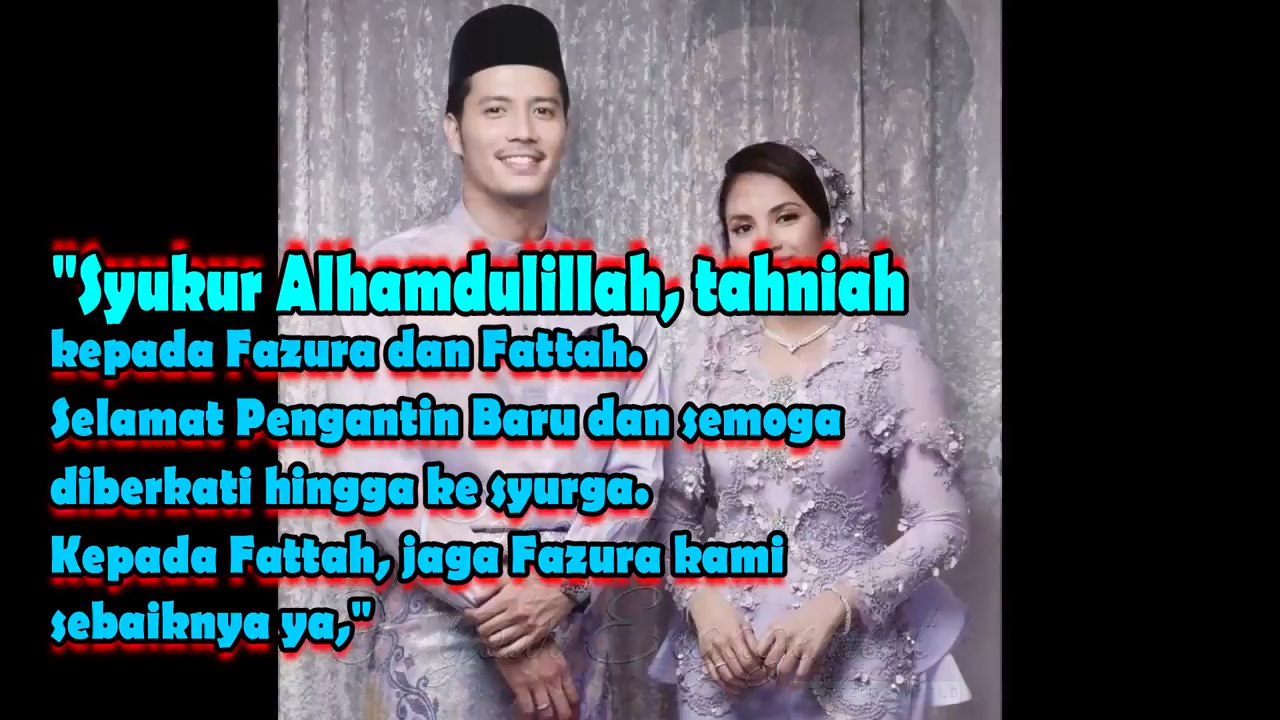 "Syukur Alhamdulillah, tahniah
kepada Fazura dan Fattah.
Selamat Pengantin Baru dan semoga
diberkati hingga ke syurga.
Kepada Fattah, jaga Fazura kami
sebaiknya ya,"